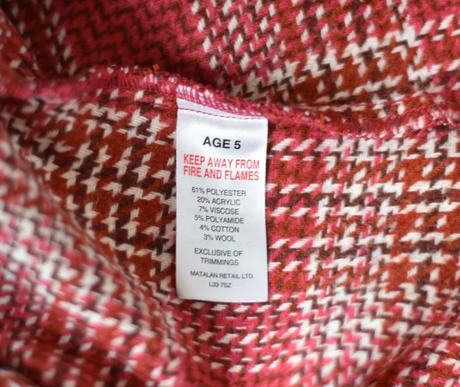 AGE 5
KEEP AWAY FROM
FIRE AND FLAMES
61% POLYESTER
20% ACRYLIC
7% VISCOSE
5% POLYAMIDE
4% COTTON
3% WOOL
EXCLUSIVE OF
TRIMMINGS
MATALAN RETAIL LTD.
L33 7SZ